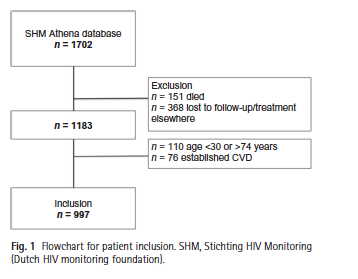 SHM Athena database
n = 1702
Exclusion
n = 151 died
n = 368 lost to follow-up/treatment
elsewhere
n = 1183
n = 110 age <30 or >74 years
n = 76 established CVD
Inclusion
n = 997
Fig. 1 Flowchart for patient inclusion. SHM, Stichting HIV Monitoring
(Dutch HIV monitoring foundation).